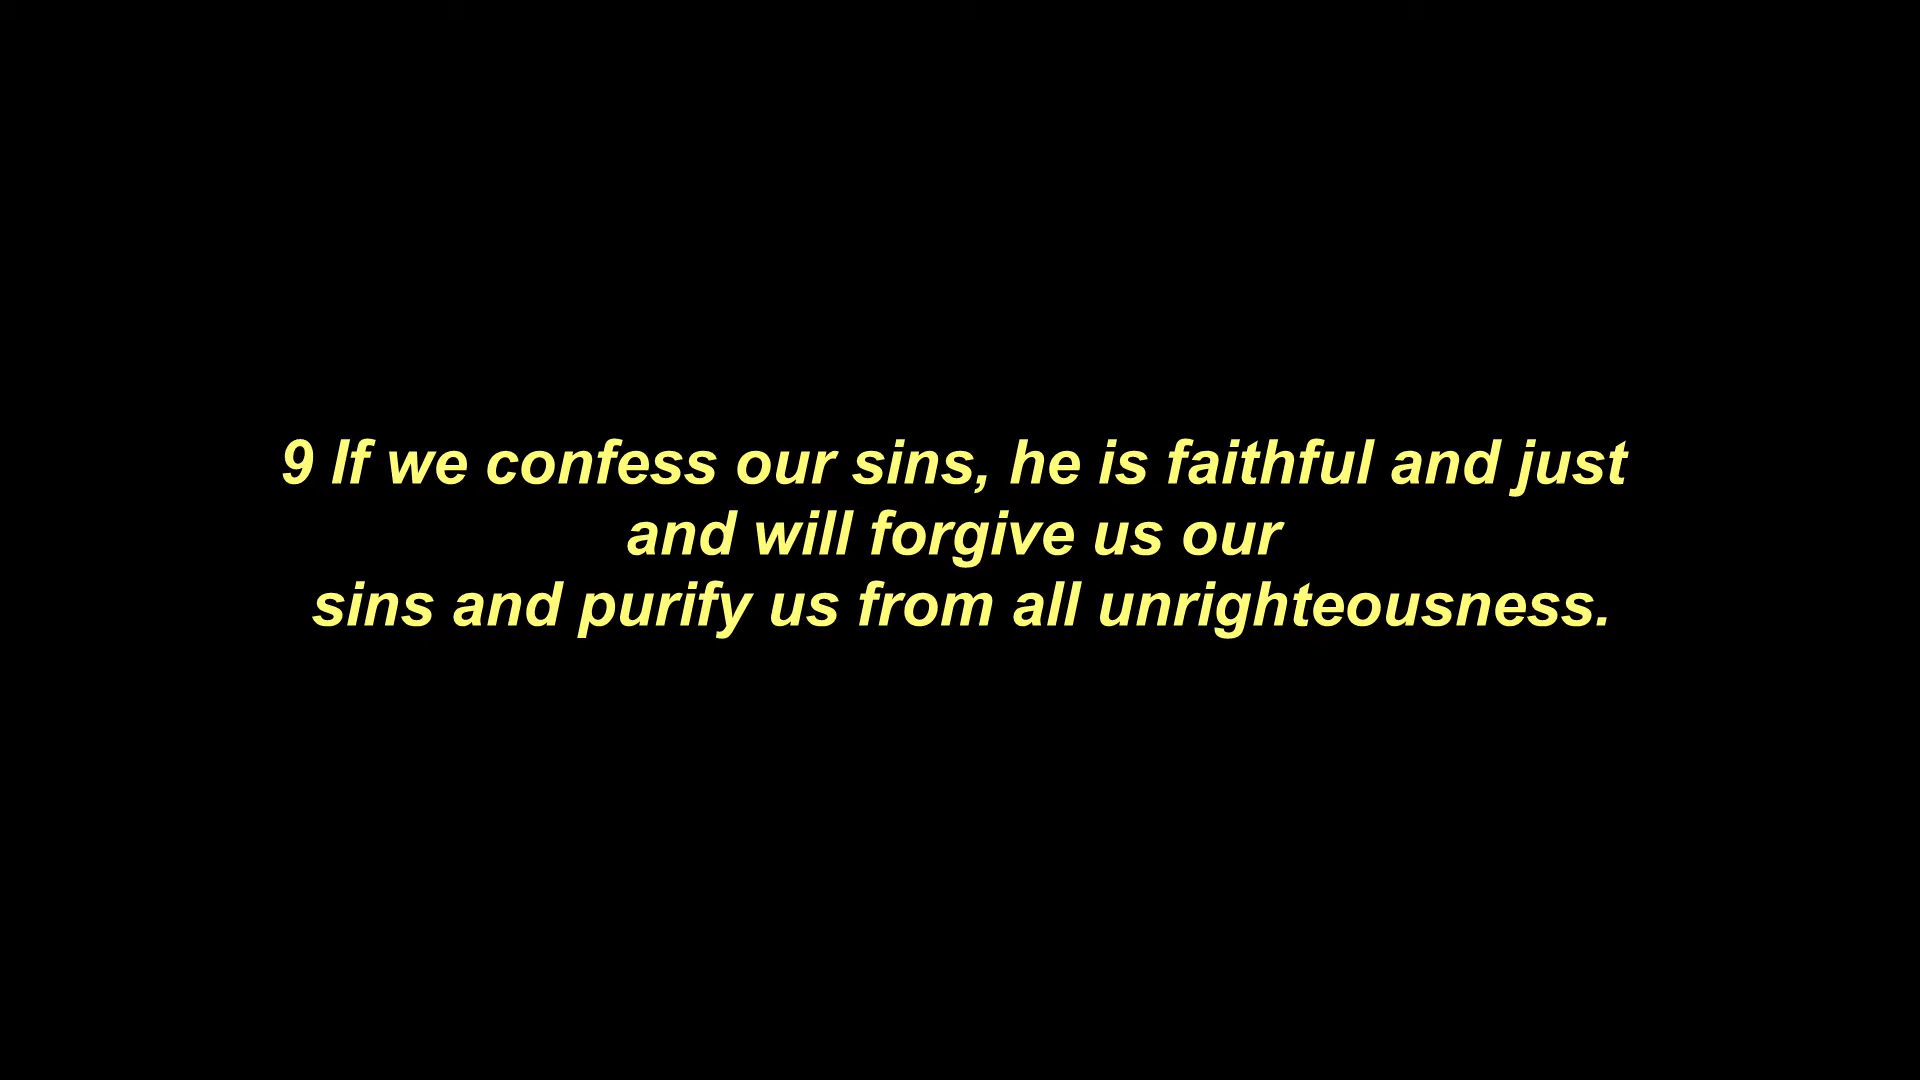 9 If we confess our sins, he is faithful and just
and will forgive us our
sins and purify us from all unrighteousness.